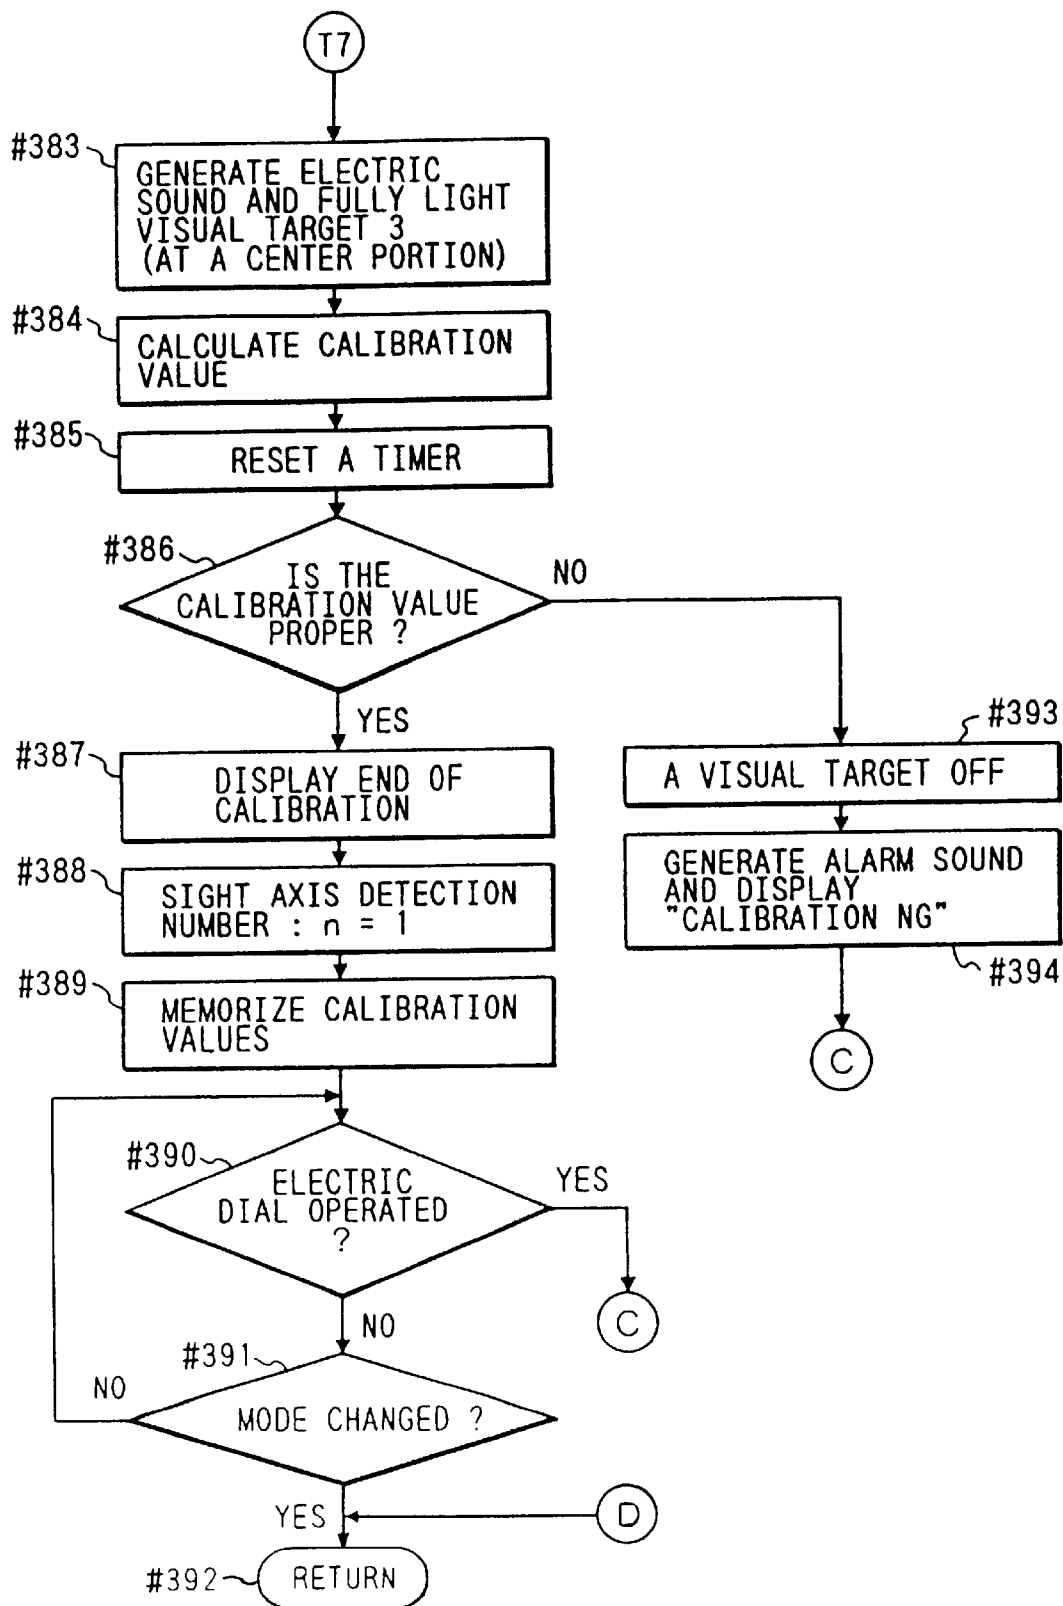 T7
#383
GENERATE ELECTRIC
SOUND AND FULLY LIGHT
VISUAL TARGET 3
(AT A CENTER PORTION)
#384
CALCULATE CALIBRATION
VALUE
#385
RESET A TIMER
#386
IS THE
CALIBRATION VALUE
PROPER ?
NO
YES
#393
A VISUAL TARGET OFF
GENERATE ALARM SOUND
AND DISPLAY
"CALIBRATION NG"
#394
C
#387
DISPLAY END OF
CALIBRATION
#388
SIGHT AXIS DETECTION
NUMBER : n = 1
#389
MEMORIZE CALIBRATION
VALUES
#390
ELECTRIC
DIAL OPERATED
?
YES
C
NO
#391
MODE CHANGED ?
NO
YES
D
#392
RETURN